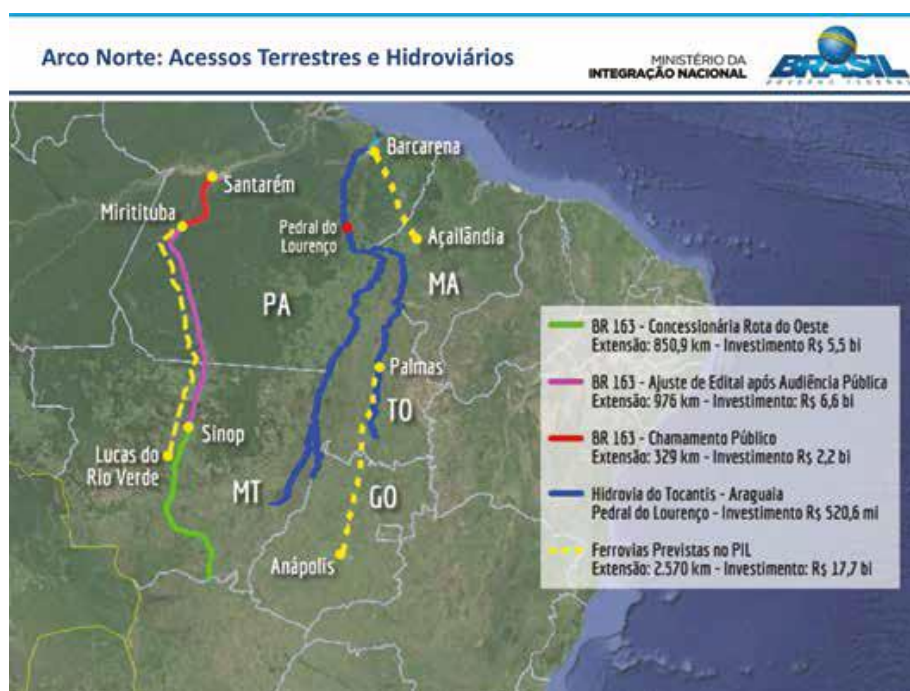 Arco Norte: Acessos Terrestres e Hidroviários
MINISTÉRIO DA
INTEGRAÇÃO NACIONAL
BRASIL
GOVERNO FEDERAL
Barcarena
Santarém
Miritituba
Pedral do
Lourenço
Açailândia
PA
MA
BR 163 - Concessionária Rota do Oeste
Extensão: 850,9 km - Investimento R$ 5,5 bi
BR 163 - Ajuste de Edital após Audiência Pública
Extensão: 976 km - Investimento: R$ 6,6 bi
BR 163 - Chamamento Público
Extensão: 329 km - Investimento R$ 2,2 bi
Hidrovia do Tocantis - Araguaia
Pedral do Lourenço - Investimento R$ 520,6 mi
Ferrovias Previstas no PIL
Extensão: 2.570 km - Investimento: R$ 17,7 bi
Palmas
TO
Sinop
Lucas do
Rio Verde
MT
GO
Anápolis